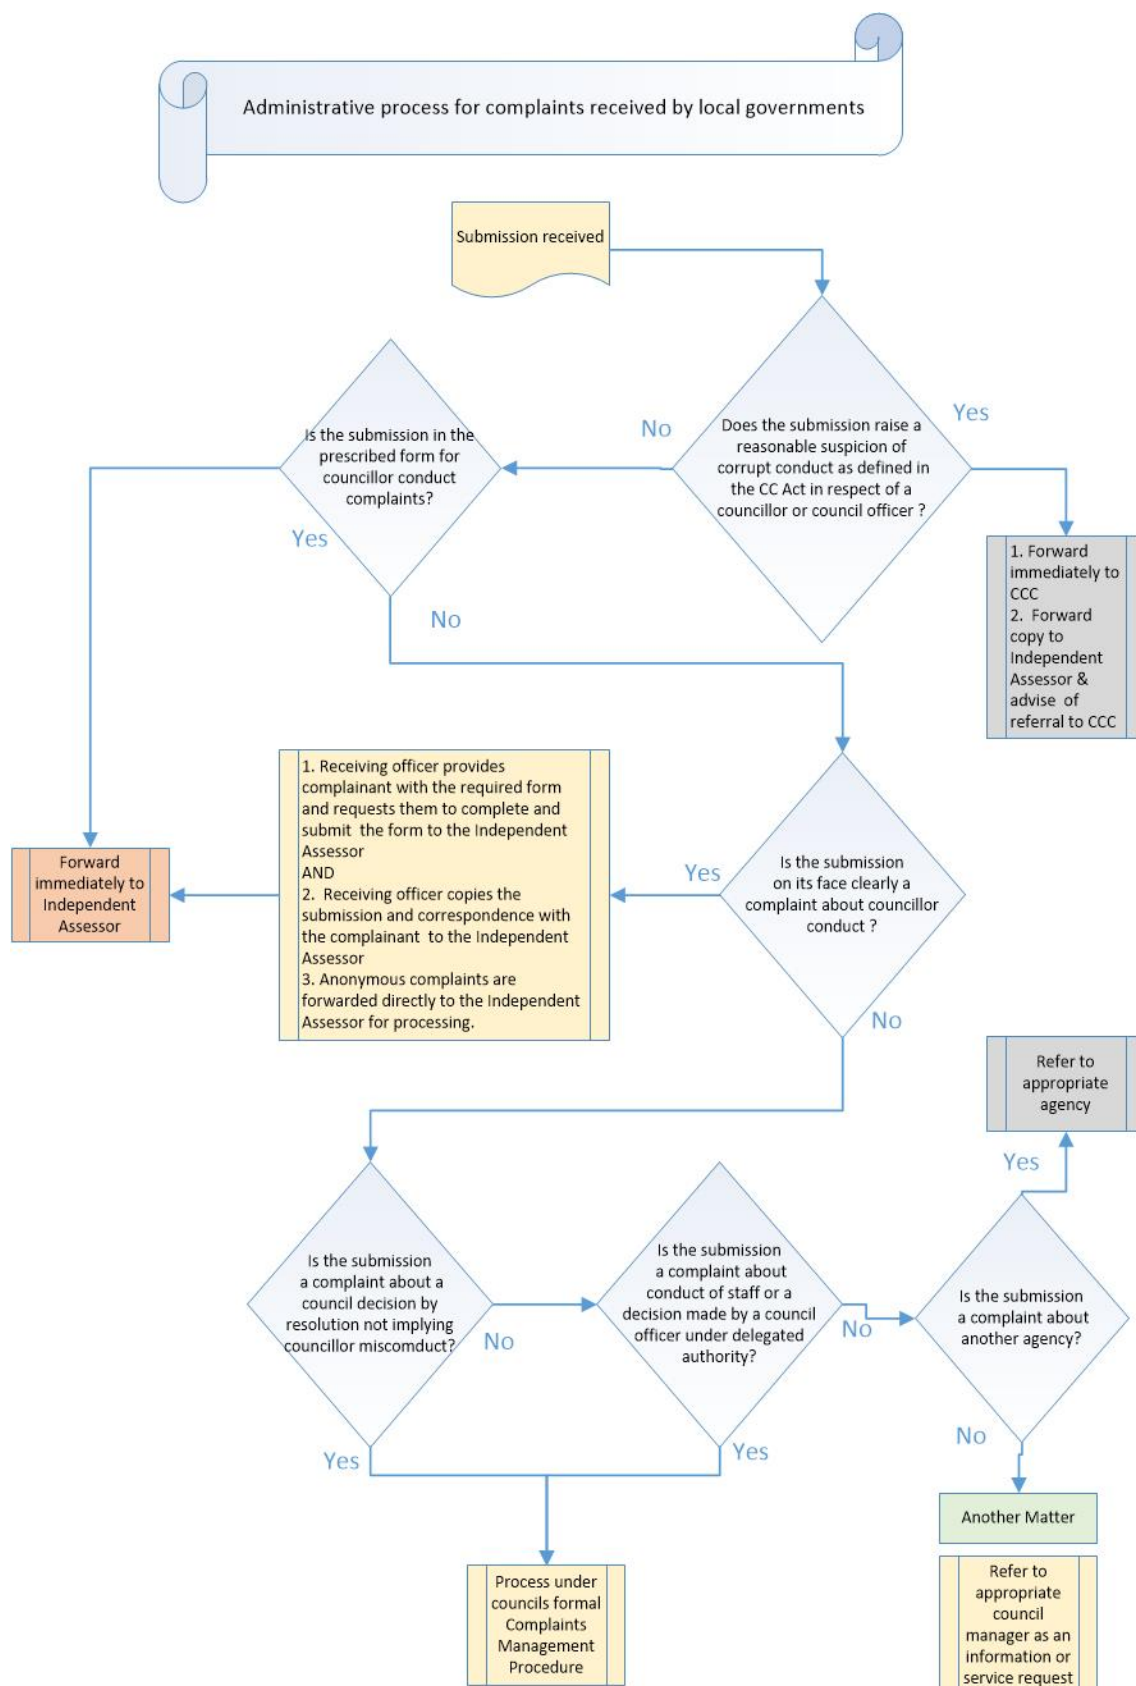 Administrative process for complaints received by local governments
Submission received
Does the submission raise a
reasonable suspicion of
corrupt conduct as defined in
the CC Act in respect of a
councillor or council officer ?
Yes
No
1. Forward
immediately to
CCC
2. Forward
copy to
Independent
Assessor &
advise of
referral to CCC
Is the submission in the
prescribed form for
councillor conduct
complaints?
Yes
No
Is the submission
on its face clearly a
complaint about councillor
conduct ?
Yes
1. Receiving officer provides
complainant with the required form
and requests them to complete and
submit the form to the Independent
Assessor
AND
2. Receiving officer copies the
submission and correspondence with
the complainant to the Independent
Assessor
3. Anonymous complaints are
forwarded directly to the Independent
Assessor for processing.
Forward
immediately to
Independent
Assessor
No
Is the submission
a complaint about a
council decision by
resolution not implying
councillor miscomduct?
No
Yes
Is the submission
a complaint about
conduct of staff or a
decision made by a council
officer under delegated
authority?
No
Yes
Process under
councils formal
Complaints
Management
Procedure
Is the submission
a complaint about
another agency?
Yes
Refer to
appropriate
agency
No
Another Matter
Refer to
appropriate
council
manager as an
information or
service request